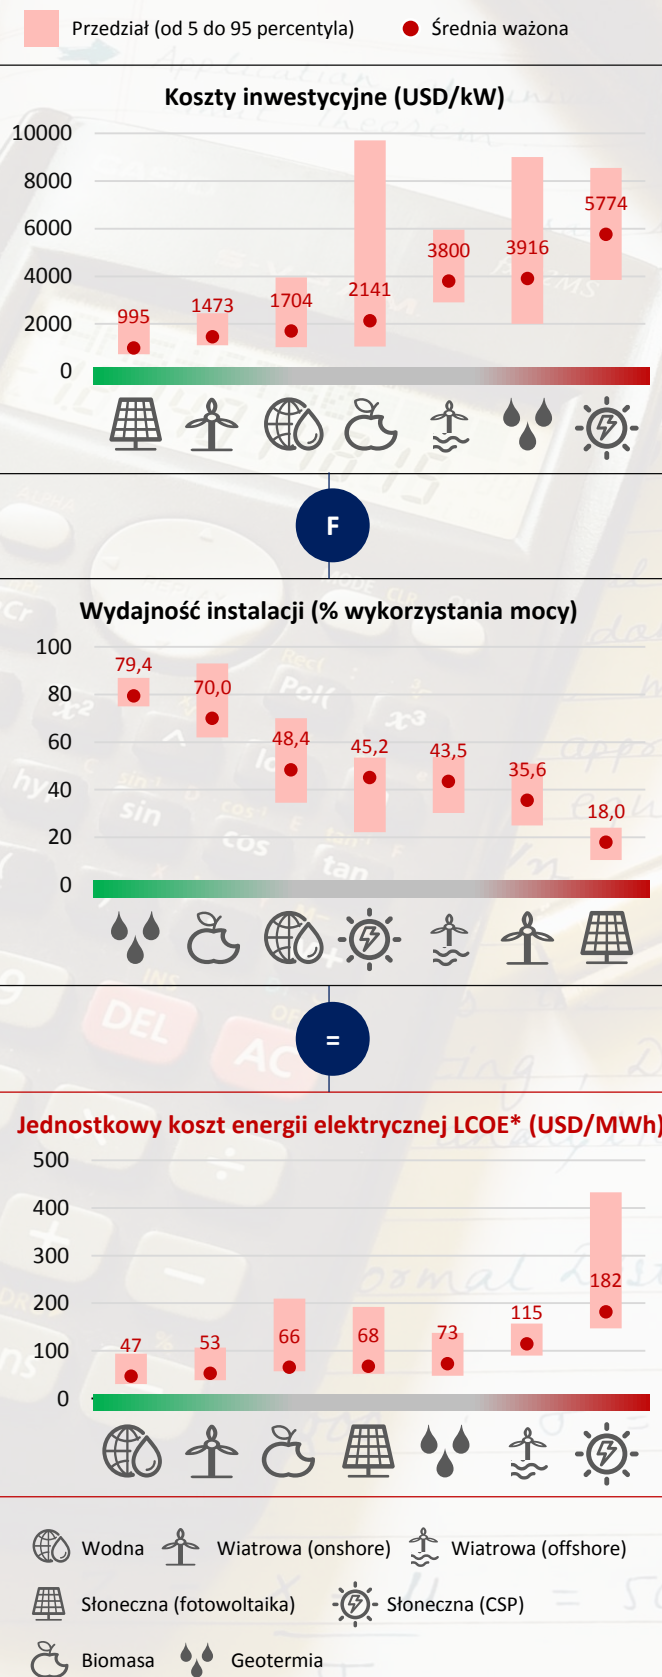 Przedział (od 5 do 95 percentyla) Średnia ważona
Koszty inwestycyjne (USD/kW)
10000
8000
6000
4000
2000
0
995 1473 1704 2141 3800 3916 5774
F
Wydajność instalacji (% wykorzystania mocy)
100
80
60
40
20
0
79,4 70,0 48,4 45,2 43,5 35,6 18,0
=
Jednostkowy koszt energii elektrycznej LCOE* (USD/MWh)
500
400
300
200
100
0
47 53 66 68 73 115 182
Wodna Wiatrowa (onshore) Wiatrowa (offshore)
Słoneczna (fotowoltaika) Słoneczna (CSP)
Biomasa Geotermia